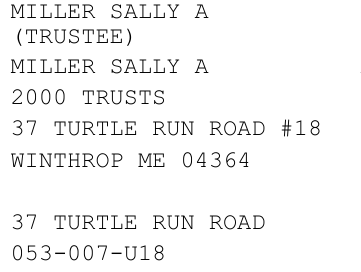 MILLER SALLY A
(TRUSTEE)
MILLER SALLY A
2000 TRUSTS
37 TURTLE RUN ROAD #18
WINTHROP ME 04364
37 TURTLE RUN ROAD
053-007-U18